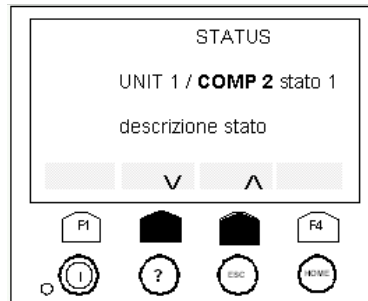 STATUS
UNIT 1 / COMP 2 stato 1
descrizione stato
V Λ
F1 F4
I ? ESC HOME